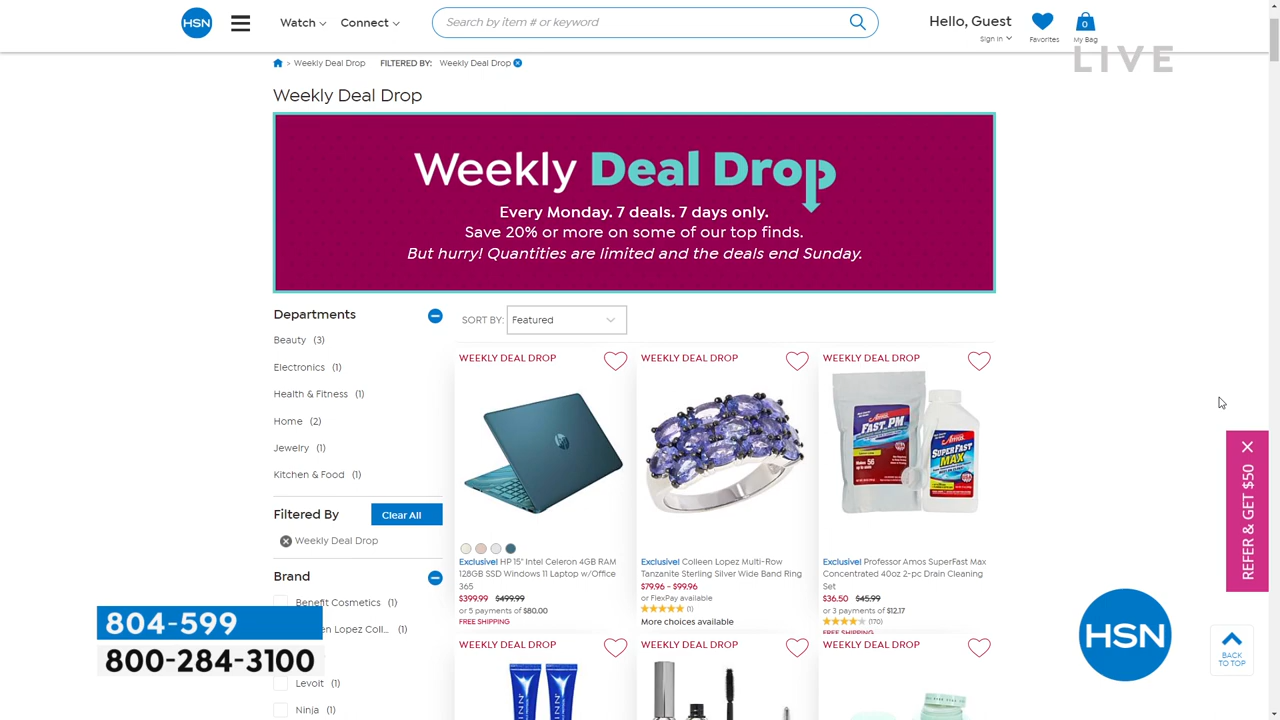 HSN
Watch
Connect
Search by item # or keyword
Hello, Guest
Sign In
Favorites
0
My Bag
LIVE
> Weekly Deal Drop FILTERED BY: Weekly Deal Drop
Weekly Deal Drop
Weekly Deal Drop
Every Monday. 7 deals. 7 days only.
Save 20% or more on some of our top finds.
But hurry! Quantities are limited and the deals end Sunday.
Departments
Beauty (3)
Electronics (1)
Health & Fitness (1)
Home (2)
Jewelry (1)
Kitchen & Food (1)
Filtered By
Clear All
Weekly Deal Drop
Brand
Benefit Cosmetics (1)
n Lopez Coll... (1)
Levoit (1)
Ninja (1)
SORT BY: Featured
WEEKLY DEAL DROP
hp
Exclusive! HP 15" Intel Celeron 4GB RAM
128GB SSD Windows 11 Laptop w/Office
365
$399.99 $499.99
or 5 payments of $80.00
FREE SHIPPING
WEEKLY DEAL DROP
Exclusive! Colleen Lopez Multi-Row
Tanzanite Sterling Silver Wide Band Ring
$79.96 - $99.96
or FlexPay available
(1)
More choices available
WEEKLY DEAL DROP
Amos
FAST PM
Amos
SUPERFAST
MAX
Exclusive! Professor Amos SuperFast Max
Concentrated 40oz 2-pc Drain Cleaning
Set
$36.50 $45.99
or 3 payments of $12.17
(170)
FREE SHIPPING
WEEKLY DEAL DROP
WEEKLY DEAL DROP
WEEKLY DEAL DROP
REFER & GET $50
804-599
800-284-3100
HSN
BACK
TO TOP